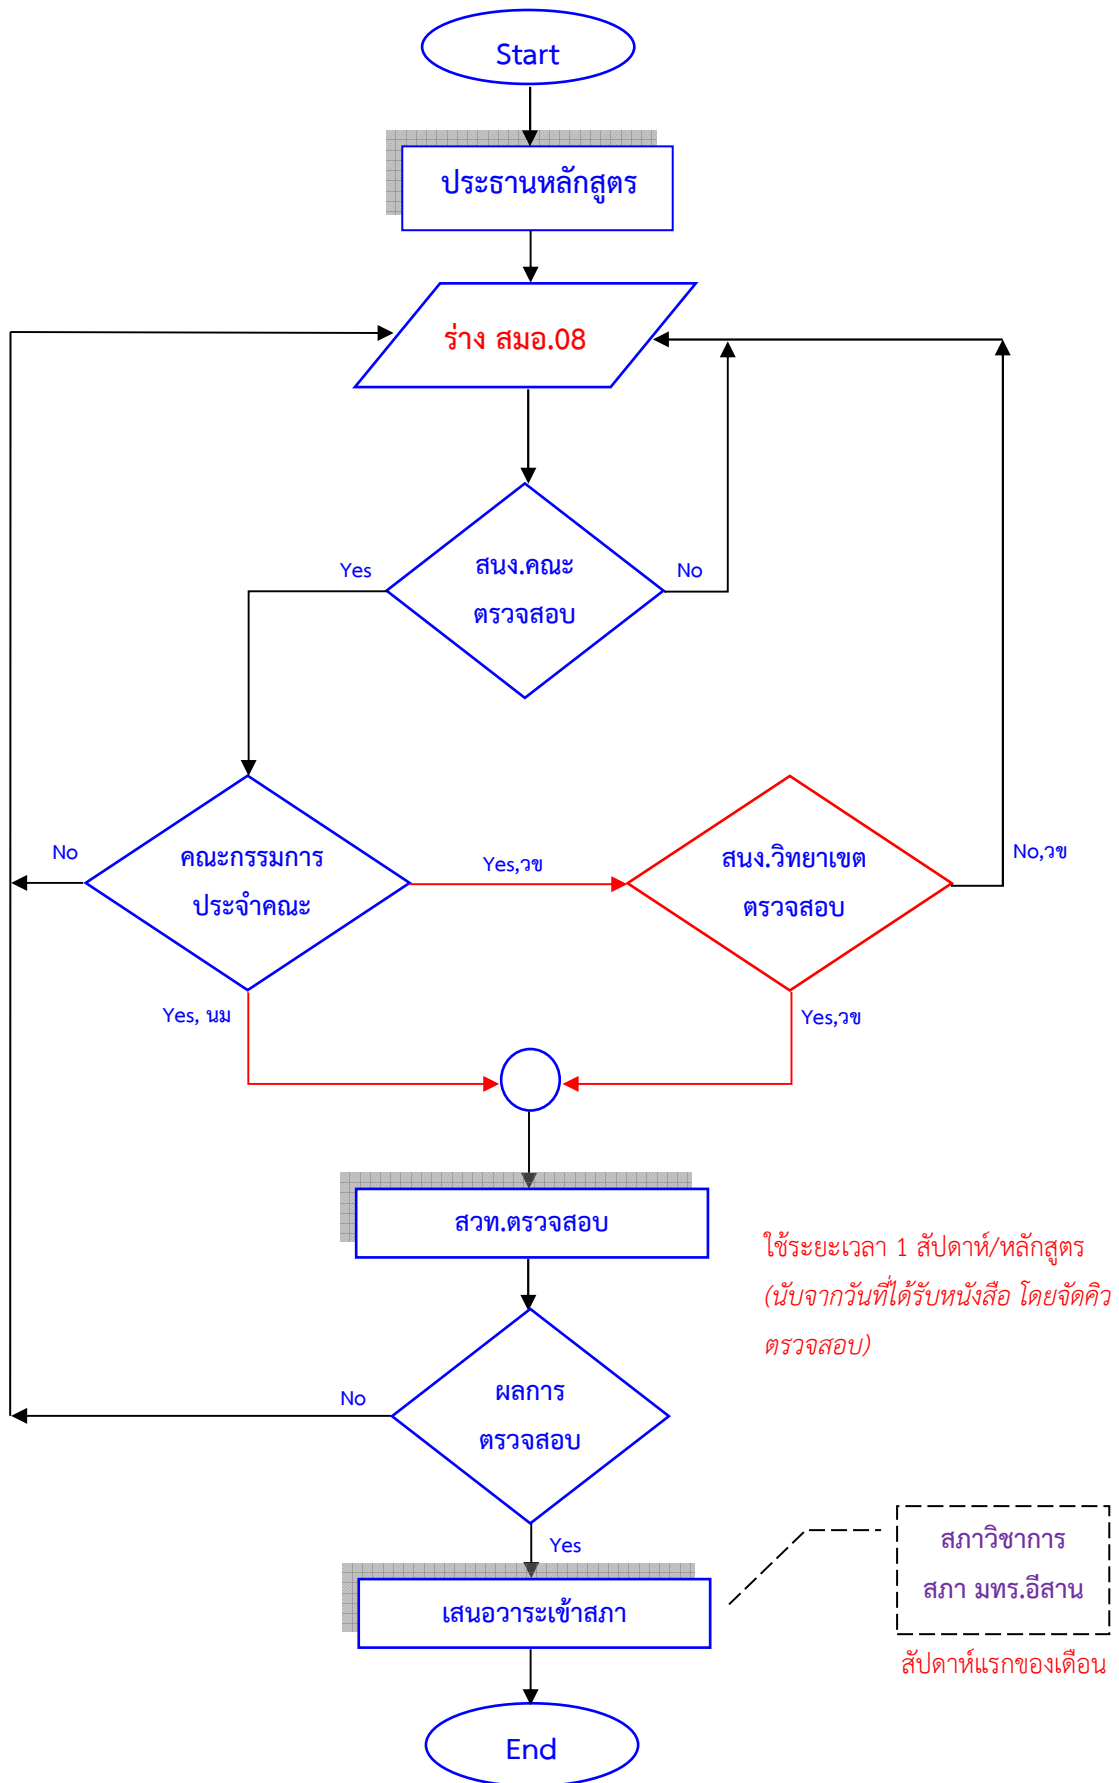 Start
ประธานหลักสูตร
ร่าง สมอ.08
สนง.คณะ
ตรวจสอบ
Yes
No
คณะกรรมการ
ประจำคณะ
No
Yes,วข
สนง.วิทยาเขต
ตรวจสอบ
No,วข
Yes, นม
Yes,วข
สวท.ตรวจสอบ
ใช้ระยะเวลา 1 สัปดาห์/หลักสูตร
(นับจากวันที่ได้รับหนังสือ โดยจัดคิว
ตรวจสอบ)
ผลการ
ตรวจสอบ
No
Yes
สภาวิชาการ
สภา มทร.อีสาน
เสนอวาระเข้าสภา
สัปดาห์แรกของเดือน
End